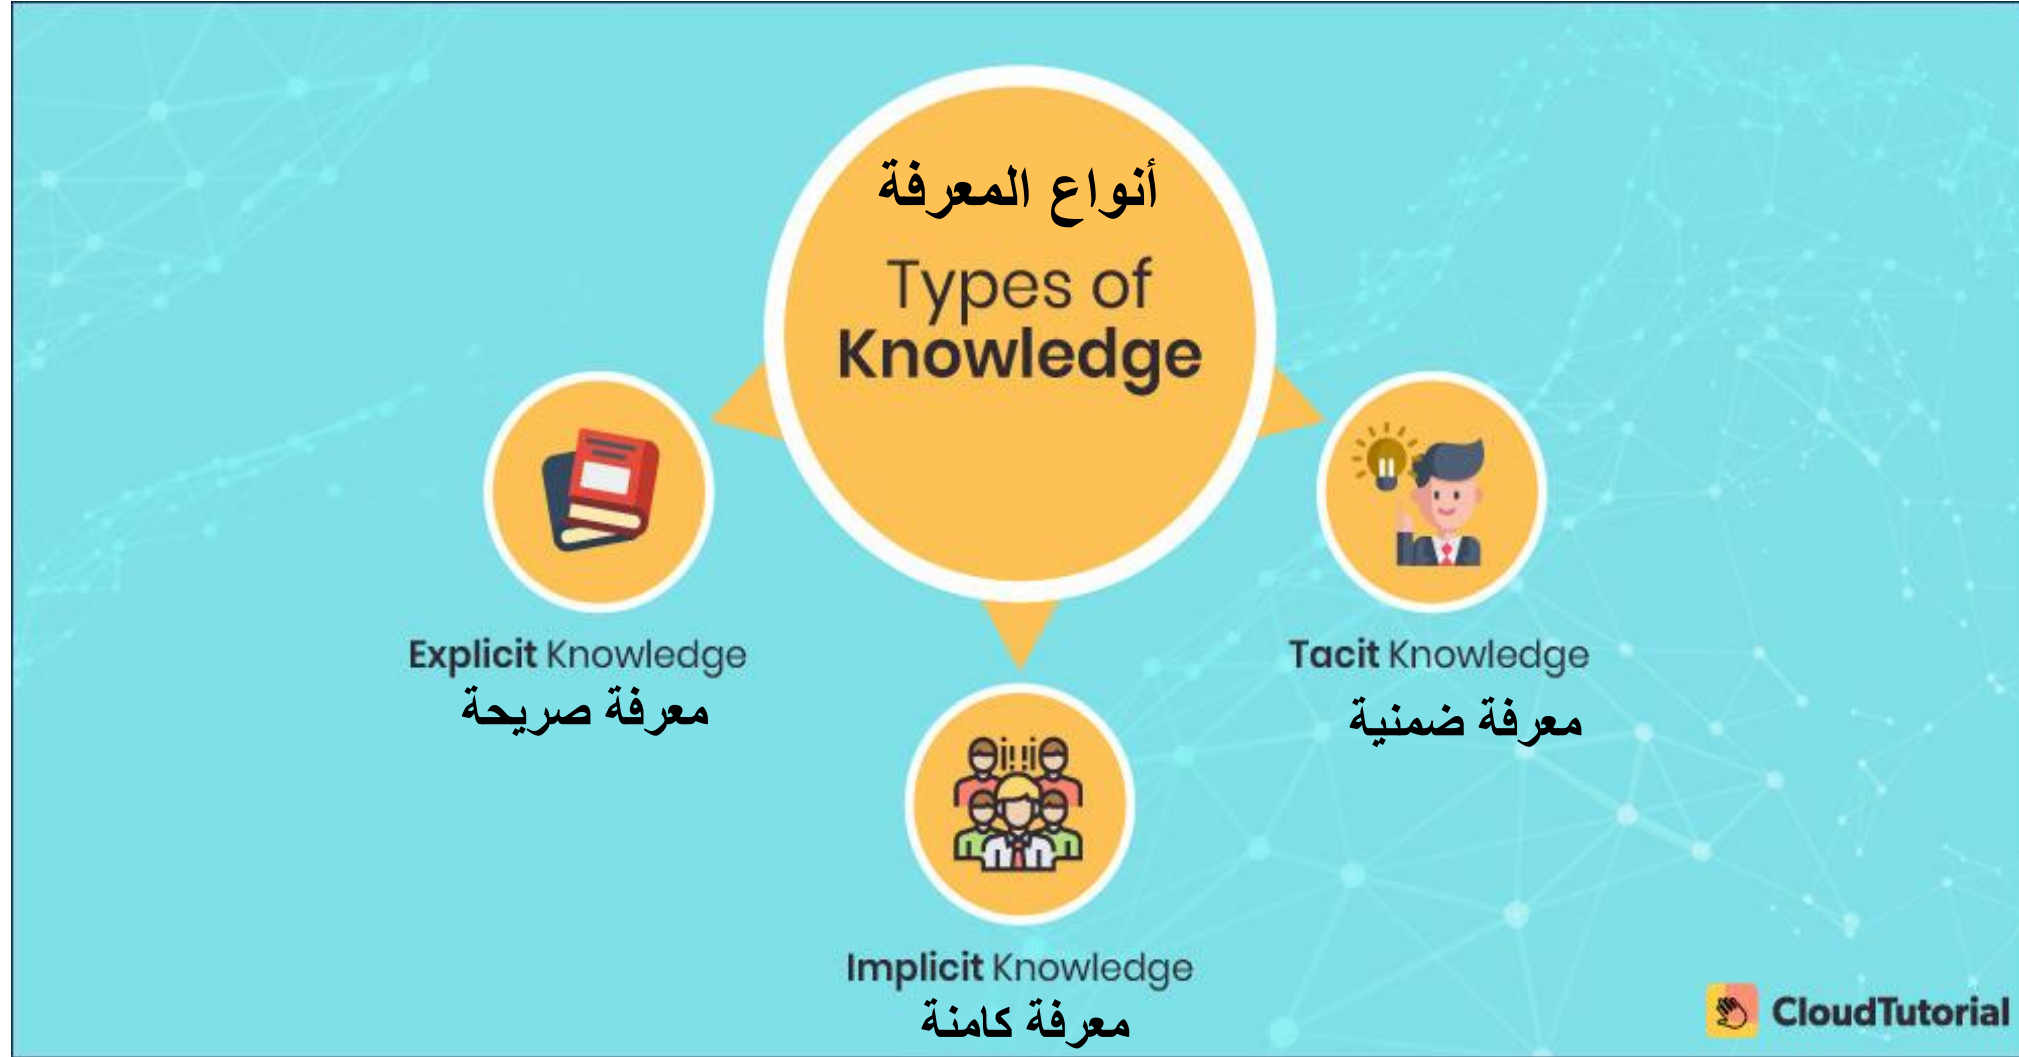 أنواع المعرفة
Types of
Knowledge
Explicit Knowledge
معرفة صريحة
Tacit Knowledge
معرفة ضمنية
Implicit Knowledge
معرفة كامنة
CloudTutorial